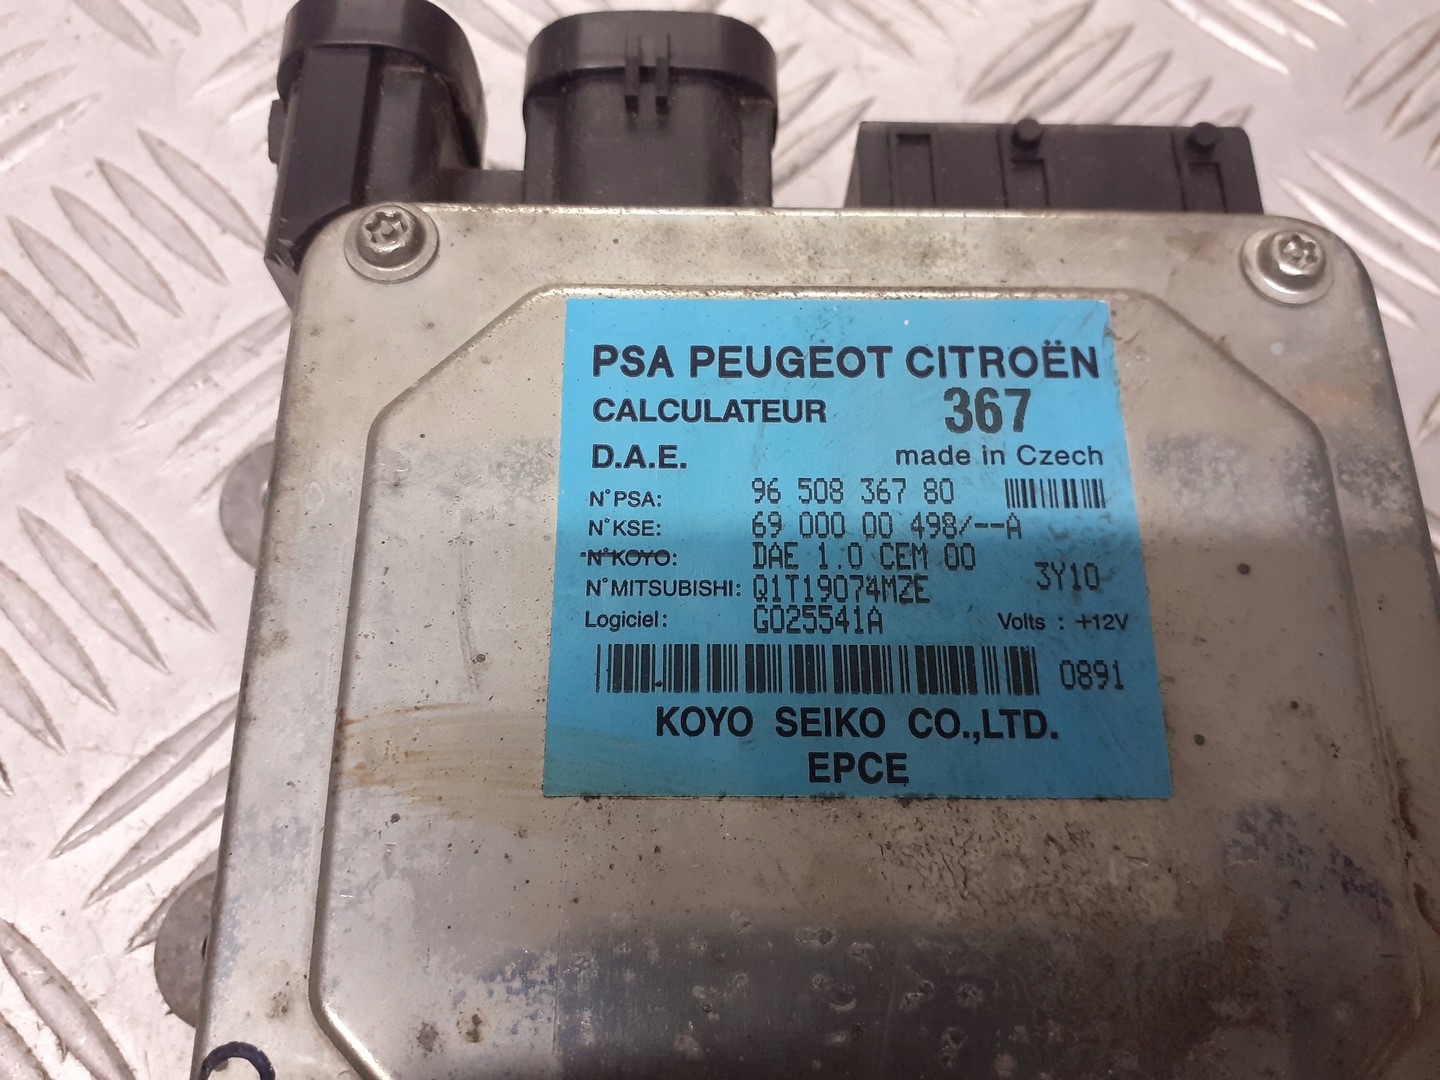 PSA PEUGEOT CITROËN
CALCULATEUR 367
D.A.E. made in Czech
N°PSA: 96 508 367 80
N°KSE: 69 000 00 498/--A
N°KOYO: DAE 1.0 CEM 00
N°MITSUBISHI: Q1T19074MZE 3Y10
Logiciel: G025541A Volts : +12V
0891
KOYO SEIKO CO.,LTD.
EPCE